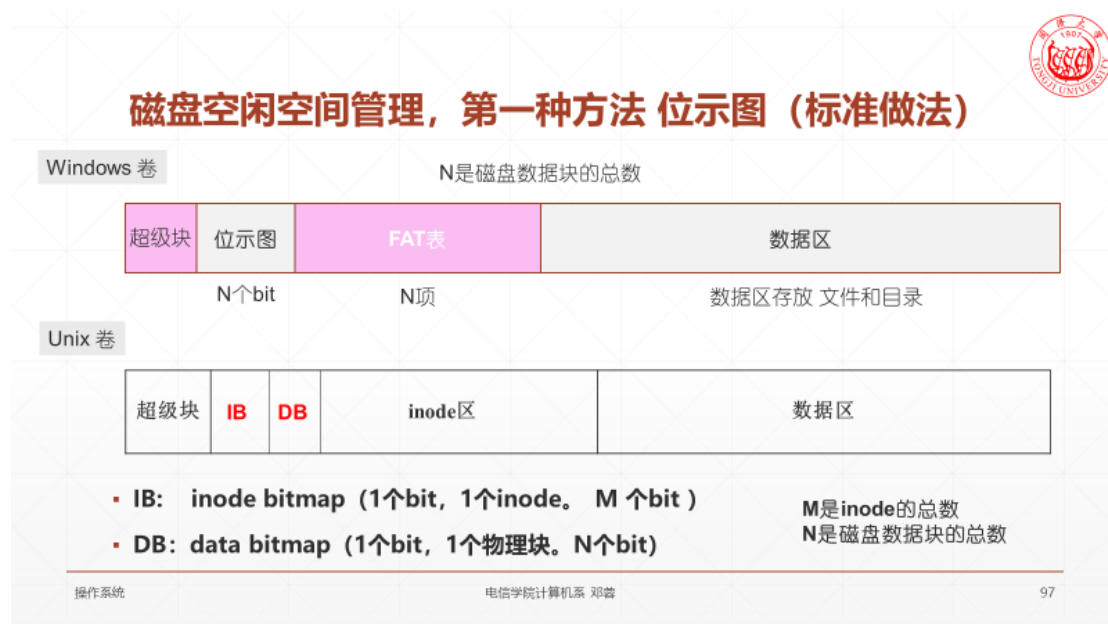 同济大学
1907
TONGJI UNIVERSITY
磁盘空闲空间管理，第一种方法 位示图（标准做法）
Windows 卷
N是磁盘数据块的总数
超级块 位示图 FAT表 数据区
N个bit N项 数据区存放 文件和目录
Unix 卷
超级块 IB DB inode区 数据区
▪ IB: inode bitmap（1个bit，1个inode。 M 个bit ）
M是inode的总数
N是磁盘数据块的总数
▪ DB：data bitmap（1个bit，1个物理块。N个bit）
操作系统 电信学院计算机系 邓蓉 97